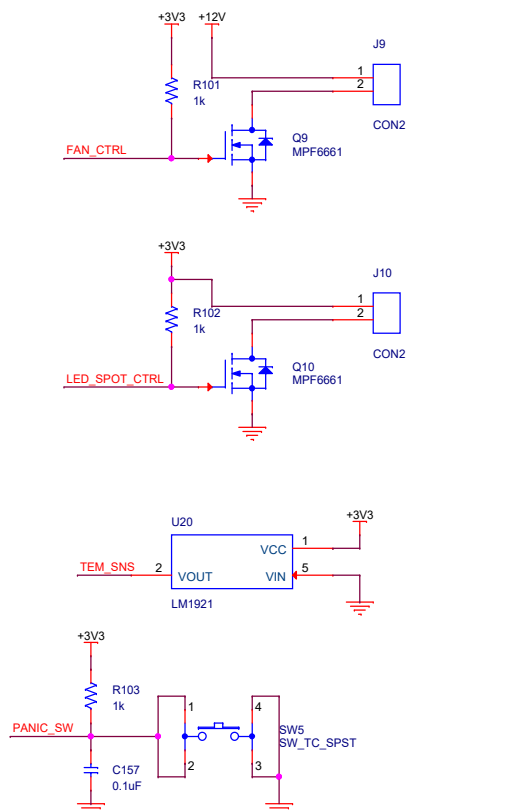 +3V3 +12V
J9
R101
1k
1
2
CON2
Q9
MPF6661
FAN_CTRL
+3V3
J10
R102
1k
1
2
CON2
Q10
MPF6661
LED_SPOT_CTRL
U20
+3V3
VCC 1
TEM_SNS 2 VOUT VIN 5
LM1921
+3V3
R103
1k
1 4
PANIC_SW
SW5
SW_TC_SPST
2 3
C157
0.1uF